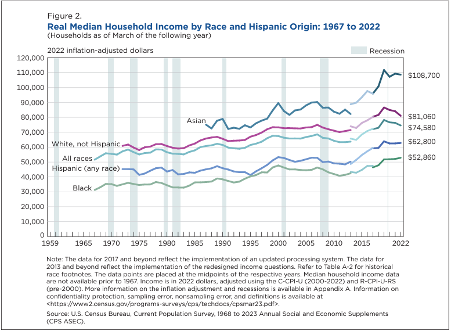 Figure 2.
Real Median Household Income by Race and Hispanic Origin: 1967 to 2022
(Households as of March of the following year)
2022 inflation-adjusted dollars
Recession
120,000
110,000
100,000
90,000
80,000
70,000
60,000
50,000
40,000
30,000
20,000
10,000
0
Asian
White, not Hispanic
All races
Hispanic (any race)
Black
$108,700
$81,060
$74,580
$62,800
$52,860
1959 1965 1970 1975 1980 1985 1990 1995 2000 2005 2010 2015 2022
Note: The data for 2017 and beyond reflect the implementation of an updated processing system. The data for
2013 and beyond reflect the implementation of the redesigned income questions. Refer to Table A-2 for historical
race footnotes. The data points are placed at the midpoints of the respective years. Median household income data
are not available prior to 1967. Income is in 2022 dollars, adjusted using the C-CPI-U (2000-2022) and R-CPI-U-RS
(pre-2000). More information on the inflation adjustment and recessions is available in Appendix A. Information on
confidentiality protection, sampling error, nonsampling error, and definitions is available at
<https://www2.census.gov/programs-surveys/cps/techdocs/cpsmar23.pdf>.
Source: U.S. Census Bureau, Current Population Survey, 1968 to 2023 Annual Social and Economic Supplements
(CPS ASEC).